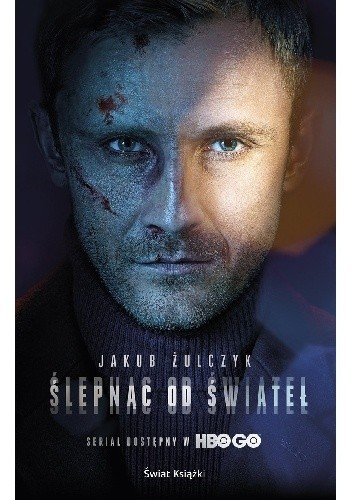 JAKUB ŻULCZYK
ŚLEPNĄC OD ŚWIATEŁ
SERIAL DOSTĘPNY W HBO GO
Świat Książki